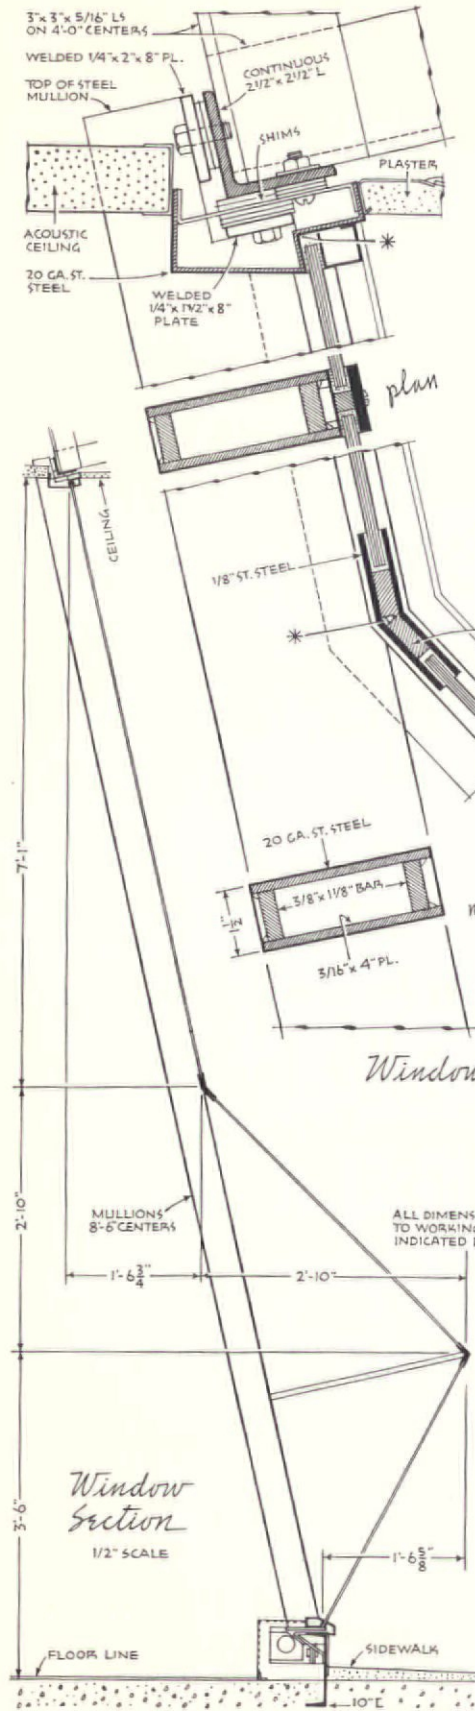 3"x 3"x 5/16" LS
ON 4'-0" CENTERS
WELDED 1/4"x 2"x 8" PL.
TOP OF STEEL
MULLION
CONTINUOUS
2 1/2"x 2 1/2" L
SHIMS
PLASTER
ACOUSTIC
CEILING
20 GA. ST.
STEEL
WELDED
1/4"x 1 1/2"x 8"
PLATE
*
plan
CEILING
1/8" ST. STEEL
*
20 GA. ST. STEEL
3/8"x 1 1/8" BAR
3/16"x 4" PL.
7'-1"
Window
MULLIONS
8'-6" CENTERS
ALL DIMENS
TO WORKING
INDICATED
2'-10"
1'-6 3/4"
2'-10"
3'-6"
Window
Section
1/2" SCALE
1'-6 5/8"
FLOOR LINE
SIDEWALK